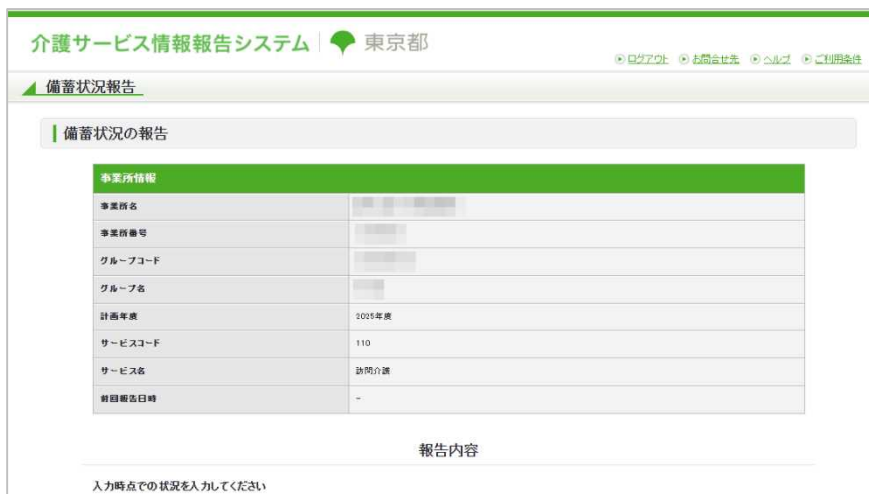 介護サービス情報報告システム 東京都
ログアウト お問合せ先 ヘルプ ご利用条件
備蓄状況報告
備蓄状況の報告
事業所情報
事業所名
事業所番号
グループコード
グループ名
計画年度 2025年度
サービスコード 110
サービス名 訪問介護
前回報告日時 -
報告内容
入力時点での状況を入力してください